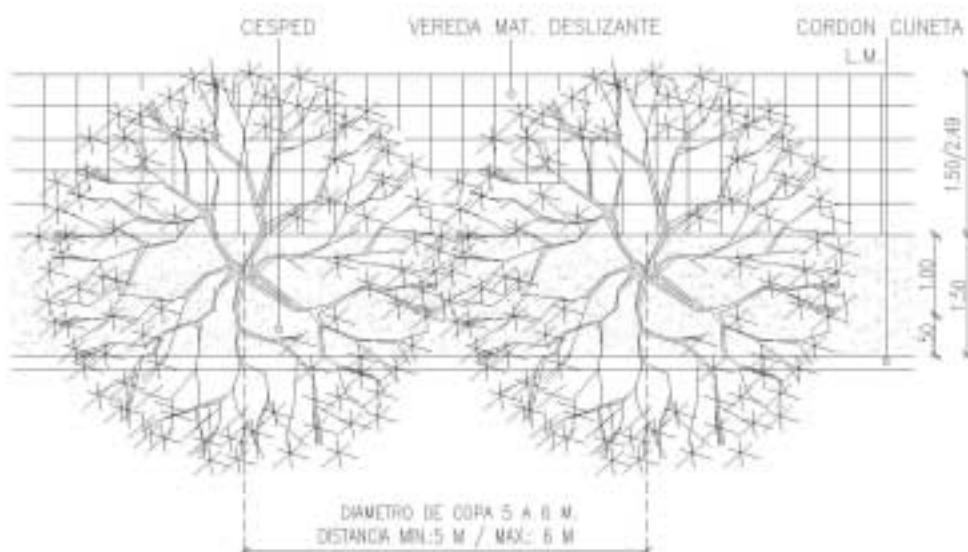 CESPED
VEREDA MAT. DESLIZANTE
CORDON CUNETA
L.M.
1.50/2.49
1.00
1.50
.50
DIAMETRO DE COPA 5 A 6 M.
DISTANCIA MIN.:5 M / MAX.: 6 M